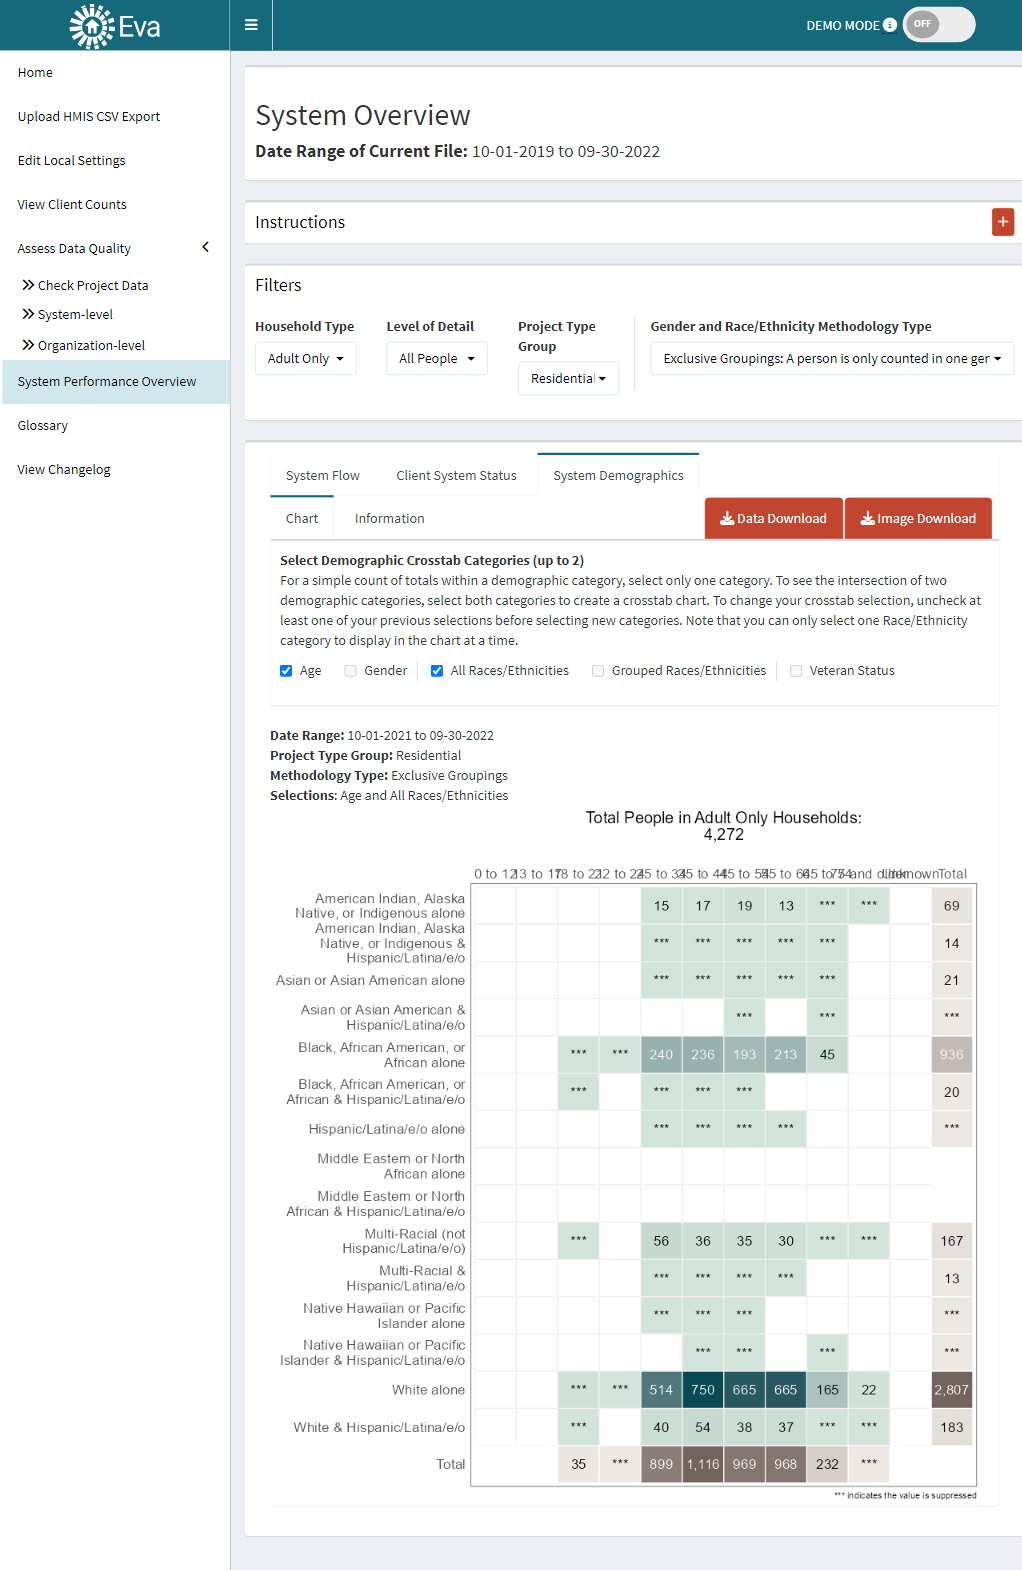 Eva
DEMO MODE
OFF
Home
Upload HMIS CSV Export
Edit Local Settings
View Client Counts
Assess Data Quality
Check Project Data
System-level
Organization-level
System Performance Overview
Glossary
View Changelog
System Overview
Date Range of Current File: 10-01-2019 to 09-30-2022
Instructions
+
Filters
Household Type
Adult Only
Level of Detail
All People
Project Type
Group
Residential
Gender and Race/Ethnicity Methodology Type
Exclusive Groupings: A person is only counted in one ger
System Flow Client System Status System Demographics
Chart Information Data Download Image Download
Select Demographic Crosstab Categories (up to 2)
For a simple count of totals within a demographic category, select only one category. To see the intersection of two
demographic categories, select both categories to create a crosstab chart. To change your crosstab selection, uncheck at
least one of your previous selections before selecting new categories. Note that you can only select one Race/Ethnicity
category to display in the chart at a time.
Age Gender All Races/Ethnicities Grouped Races/Ethnicities Veteran Status
Date Range: 10-01-2021 to 09-30-2022
Project Type Group: Residential
Methodology Type: Exclusive Groupings
Selections: Age and All Races/Ethnicities
Total People in Adult Only Households:
4,272
0 to 12 13 to 17 18 to 21 22 to 24 25 to 34 35 to 44 45 to 54 55 to 64 65 to 74 75 and older Unknown Total
American Indian, Alaska
Native, or Indigenous alone
15 17 19 13 *** *** 69
American Indian, Alaska
Native, or Indigenous &
Hispanic/Latina/e/o
*** *** *** *** *** 14
Asian or Asian American alone *** *** *** *** *** 21
Asian or Asian American &
Hispanic/Latina/e/o
*** *** ***
Black, African American, or
African alone
*** *** 240 236 193 213 45 936
Black, African American, or
African & Hispanic/Latina/e/o
*** *** *** *** 20
Hispanic/Latina/e/o alone *** *** *** *** ***
Middle Eastern or North
African alone
Middle Eastern or North
African & Hispanic/Latina/e/o
Multi-Racial (not
Hispanic/Latina/e/o)
*** 56 36 35 30 *** *** 167
Multi-Racial &
Hispanic/Latina/e/o
*** *** *** *** 13
Native Hawaiian or Pacific
Islander alone
*** *** *** ***
Native Hawaiian or Pacific
Islander & Hispanic/Latina/e/o
*** *** *** ***
White alone *** *** 514 750 665 665 165 22 2,807
White & Hispanic/Latina/e/o *** 40 54 38 37 *** *** 183
Total 35 *** 899 1,116 969 968 232 ***
*** indicates the value is suppressed